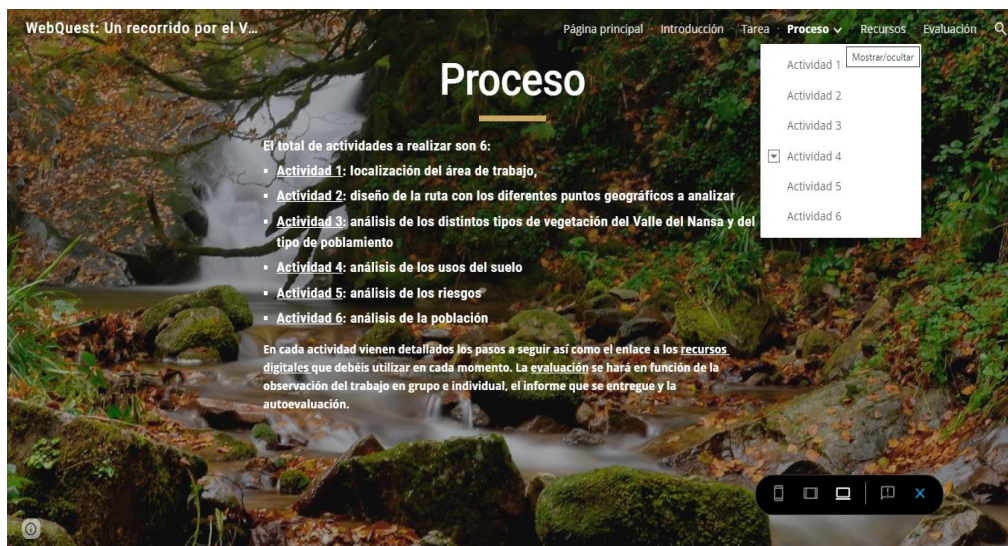 WebQuest: Un recorrido por el V...
Página principal
Introducción
Tarea
Proceso
Recursos
Evaluación
Mostrar/ocultar
Actividad 1
Actividad 2
Actividad 3
Actividad 4
Actividad 5
Actividad 6
Proceso
El total de actividades a realizar son 6:
▪ Actividad 1: localización del área de trabajo,
▪ Actividad 2: diseño de la ruta con los diferentes puntos geográficos a analizar
▪ Actividad 3: análisis de los distintos tipos de vegetación del Valle del Nansa y del
tipo de poblamiento
▪ Actividad 4: análisis de los usos del suelo
▪ Actividad 5: análisis de los riesgos
▪ Actividad 6: análisis de la población
En cada actividad vienen detallados los pasos a seguir así como el enlace a los recursos
digitales que debéis utilizar en cada momento. La evaluación se hará en función de la
observación del trabajo en grupo e individual, el informe que se entregue y la
autoevaluación.